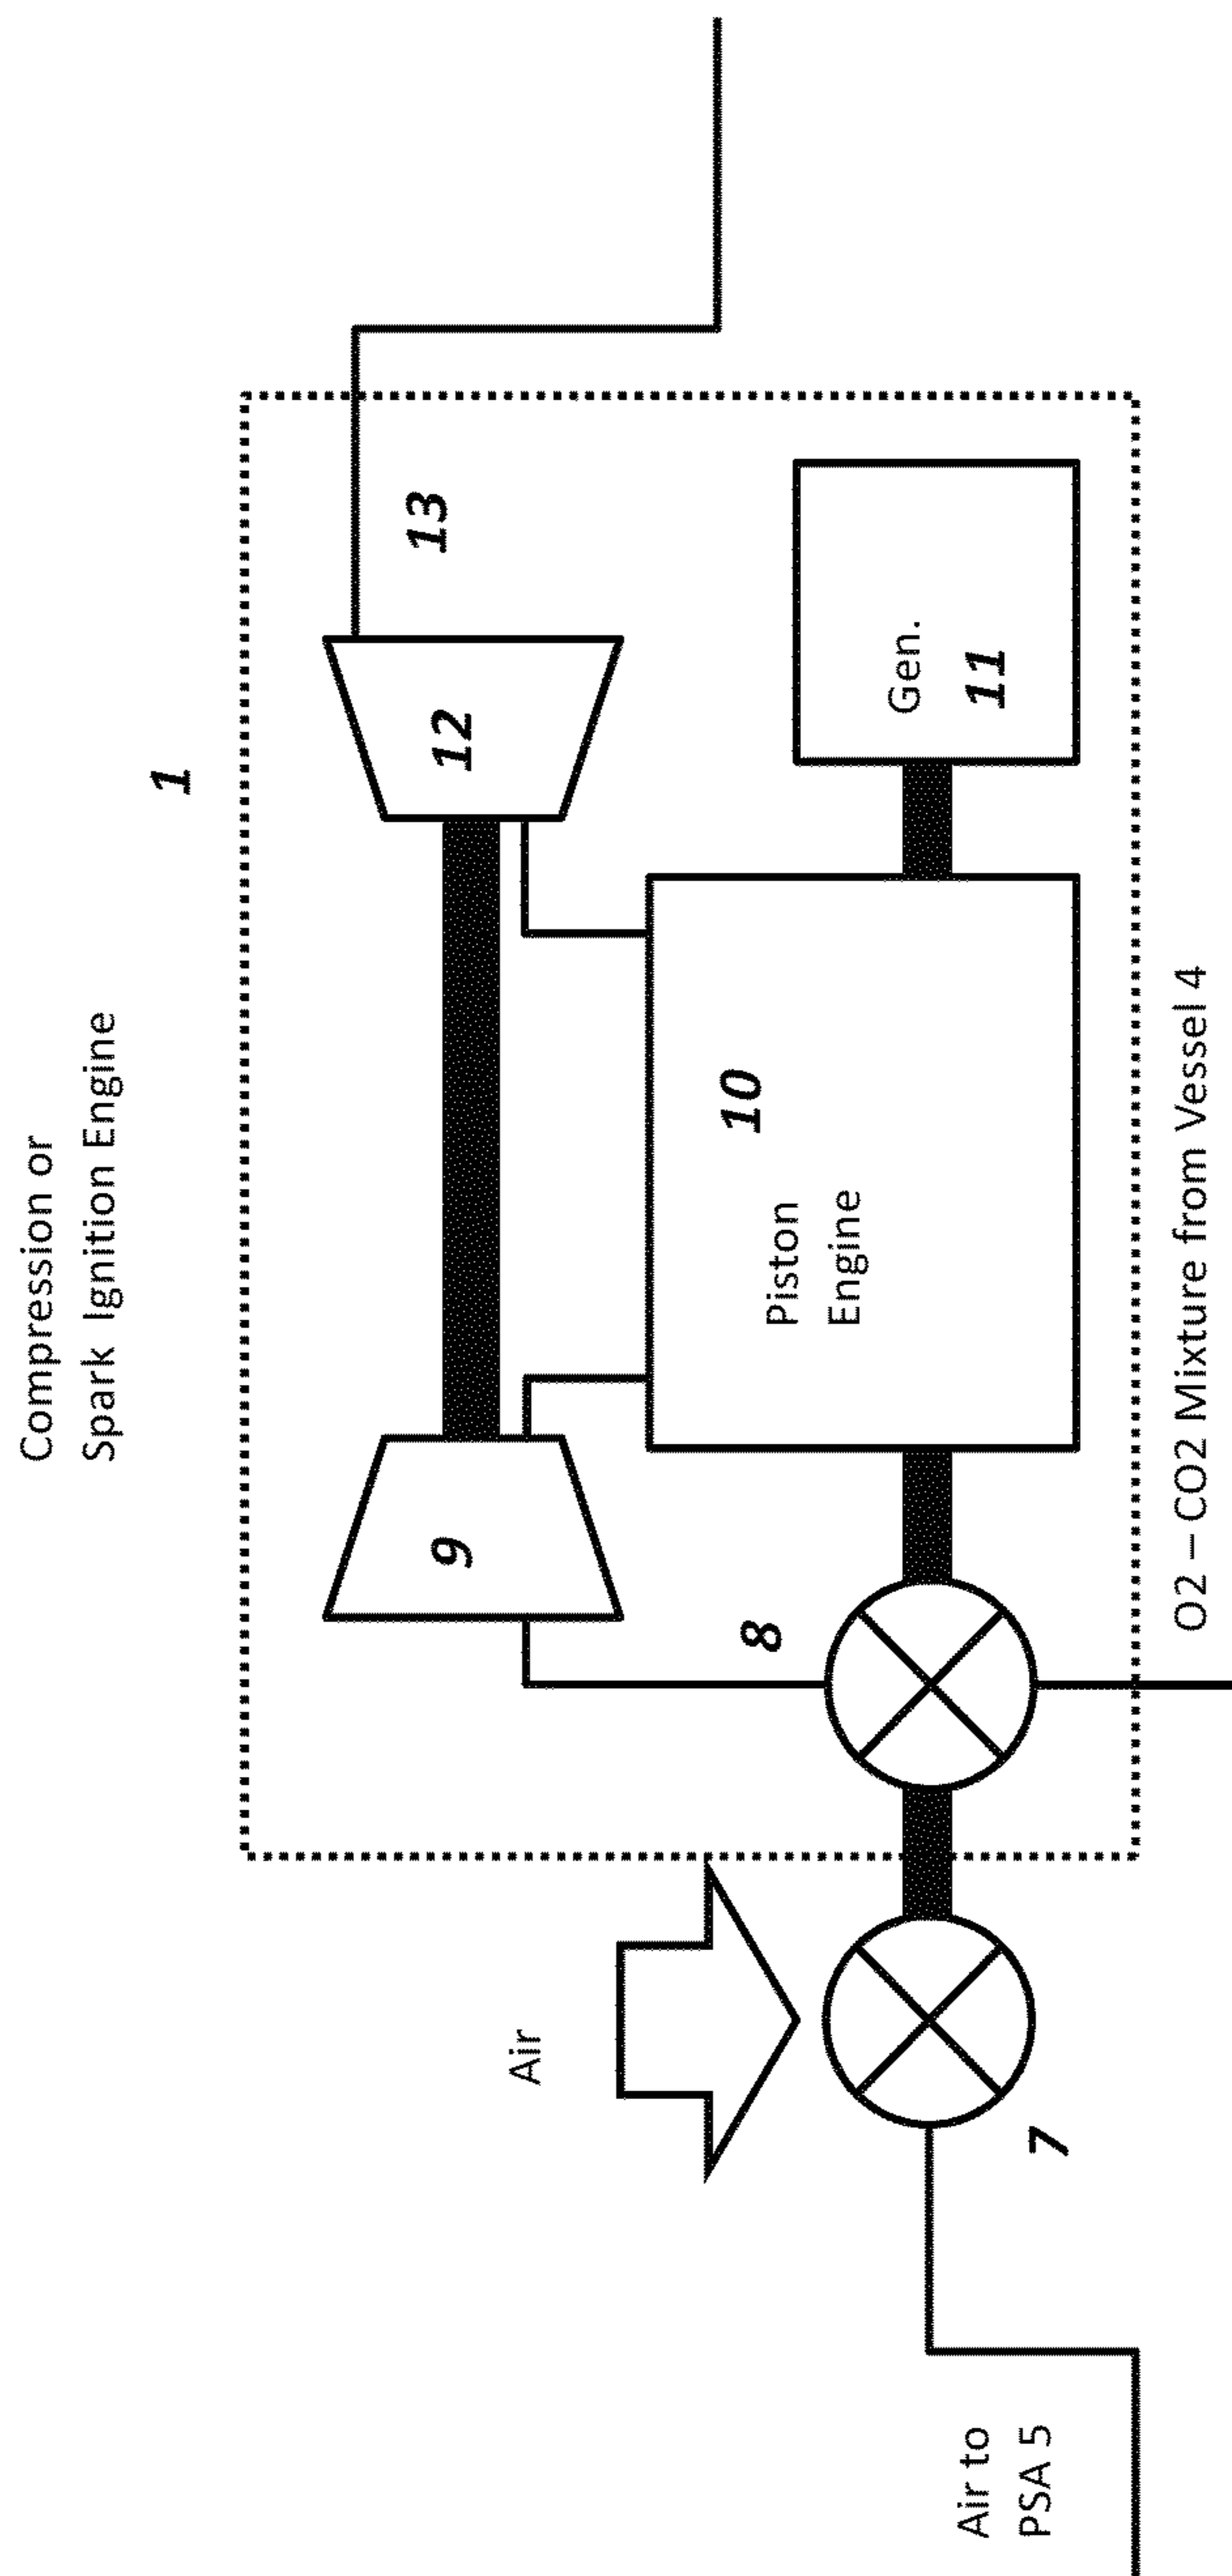 Compression or
Spark Ignition Engine
1
13
12
9
Gen.
11
10
Piston
Engine
8
Air
7
Air to
PSA 5
O2 – CO2 Mixture from Vessel 4